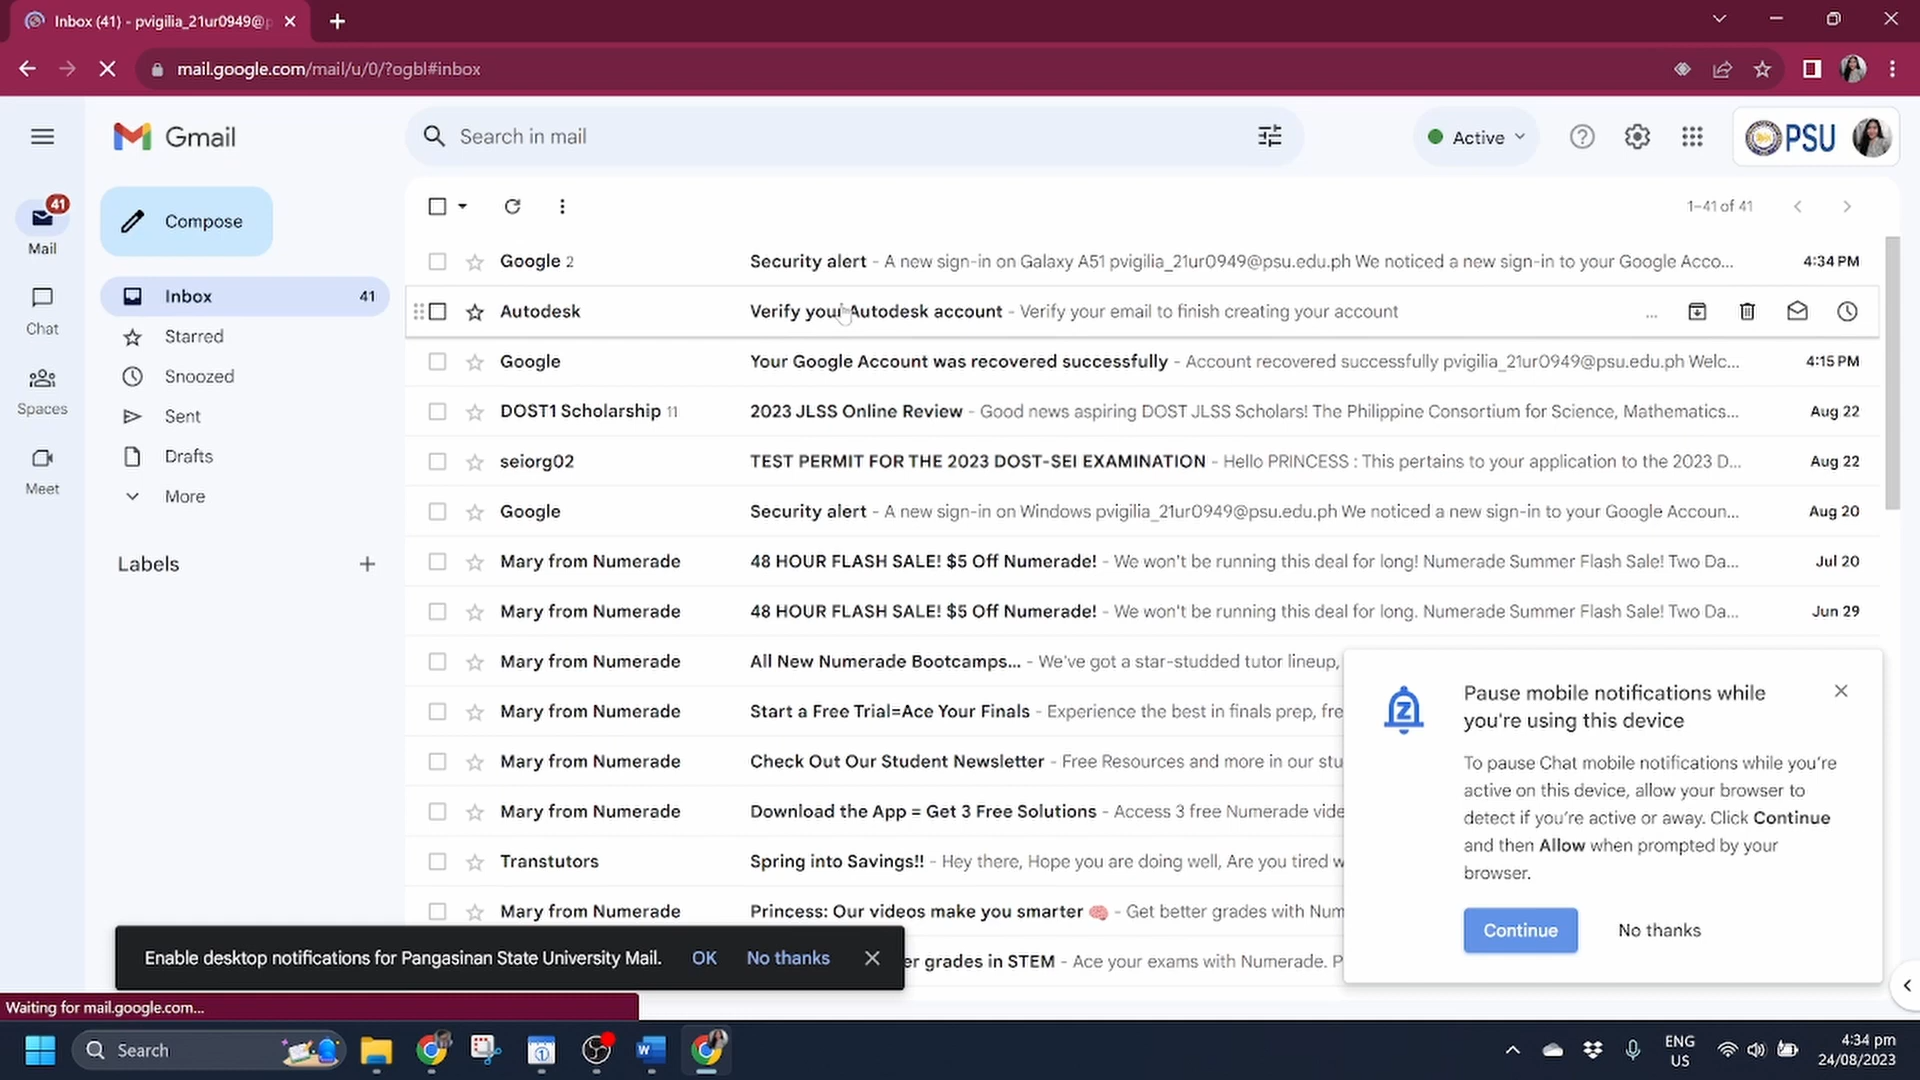 Inbox (41) - pvigilia_21ur0949@p
mail.google.com/mail/u/0/?ogbl#inbox
Gmail
Search in mail
Active
PSU
41
Mail
Chat
Spaces
Meet
Compose
Inbox 41
Starred
Snoozed
Sent
Drafts
More
Labels
1–41 of 41
Google 2 Security alert - A new sign-in on Galaxy A51 pvigilia_21ur0949@psu.edu.ph We noticed a new sign-in to your Google Acco... 4:34 PM
Autodesk Verify your Autodesk account - Verify your email to finish creating your account ...
Google Your Google Account was recovered successfully - Account recovered successfully pvigilia_21ur0949@psu.edu.ph Welc... 4:15 PM
DOST1 Scholarship 11 2023 JLSS Online Review - Good news aspiring DOST JLSS Scholars! The Philippine Consortium for Science, Mathematics... Aug 22
seiorg02 TEST PERMIT FOR THE 2023 DOST-SEI EXAMINATION - Hello PRINCESS : This pertains to your application to the 2023 D... Aug 22
Google Security alert - A new sign-in on Windows pvigilia_21ur0949@psu.edu.ph We noticed a new sign-in to your Google Accoun... Aug 20
Mary from Numerade 48 HOUR FLASH SALE! $5 Off Numerade! - We won't be running this deal for long! Numerade Summer Flash Sale! Two Da... Jul 20
Mary from Numerade 48 HOUR FLASH SALE! $5 Off Numerade! - We won't be running this deal for long. Numerade Summer Flash Sale! Two Da... Jun 29
Mary from Numerade All New Numerade Bootcamps... - We've got a star-studded tutor lineup,
Mary from Numerade Start a Free Trial=Ace Your Finals - Experience the best in finals prep, fre
Mary from Numerade Check Out Our Student Newsletter - Free Resources and more in our stu
Mary from Numerade Download the App = Get 3 Free Solutions - Access 3 free Numerade vide
Transtutors Spring into Savings!! - Hey there, Hope you are doing well, Are you tired w
Mary from Numerade Princess: Our videos make you smarter 🧠 - Get better grades with Num
er grades in STEM - Ace your exams with Numerade. P
Pause mobile notifications while
you're using this device
To pause Chat mobile notifications while you're
active on this device, allow your browser to
detect if you're active or away. Click Continue
and then Allow when prompted by your
browser.
Continue No thanks
Enable desktop notifications for Pangasinan State University Mail. OK No thanks
Waiting for mail.google.com...
Search
ENG
US
4:34 pm
24/08/2023